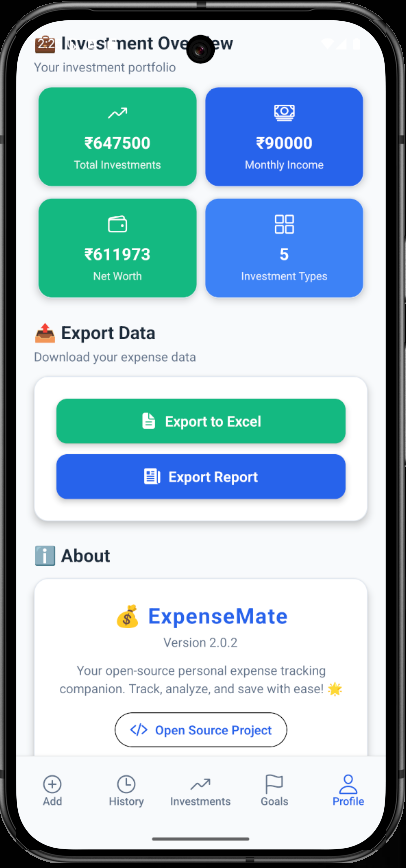 Investment Overview
Your investment portfolio
₹647500
Total Investments
₹90000
Monthly Income
₹611973
Net Worth
5
Investment Types
Export Data
Download your expense data
Export to Excel
Export Report
About
ExpenseMate
Version 2.0.2
Your open-source personal expense tracking
companion. Track, analyze, and save with ease!
</> Open Source Project
Add
History
Investments
Goals
Profile